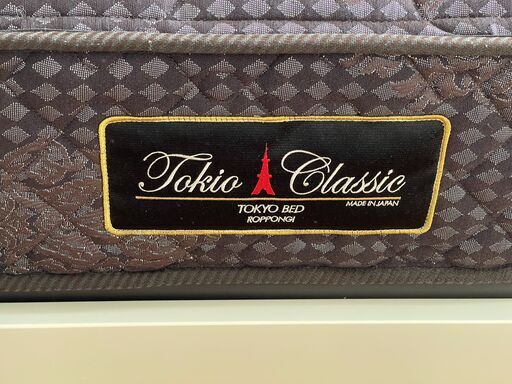 Tokio Classic
MADE IN JAPAN
TOKYO BED
ROPPONGI